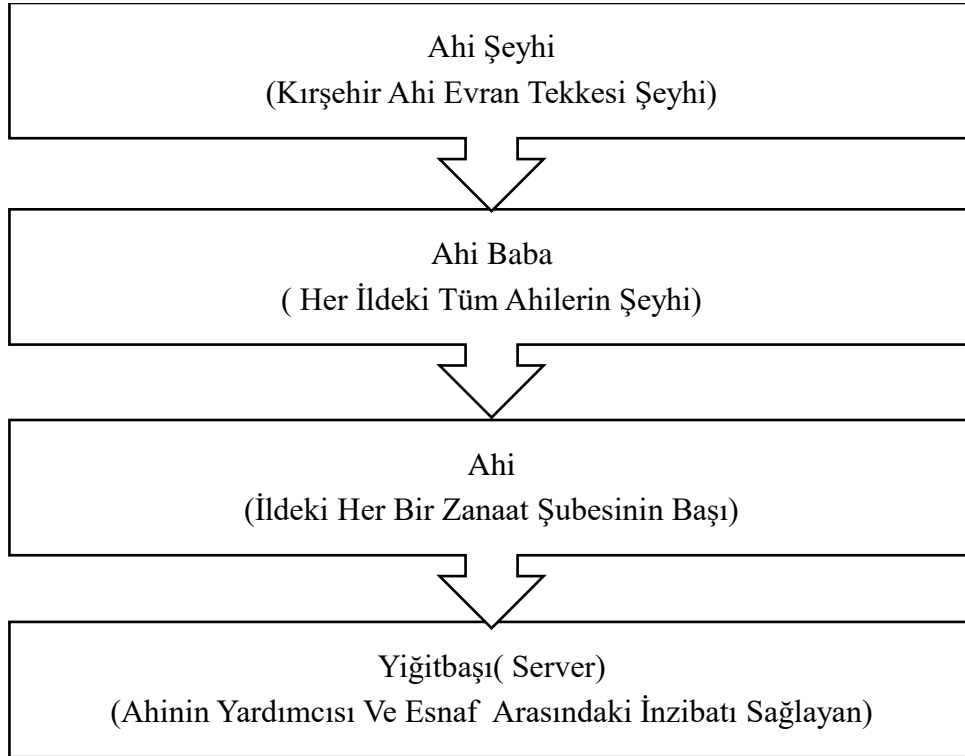 Ahi Şeyhi
(Kırşehir Ahi Evran Tekkesi Şeyhi)
Ahi Baba
( Her İldeki Tüm Ahilerin Şeyhi)
Ahi
(İldeki Her Bir Zanaat Şubesinin Başı)
Yiğitbaşı( Server)
(Ahinin Yardımcısı Ve Esnaf  Arasındaki İnzibatı Sağlayan)